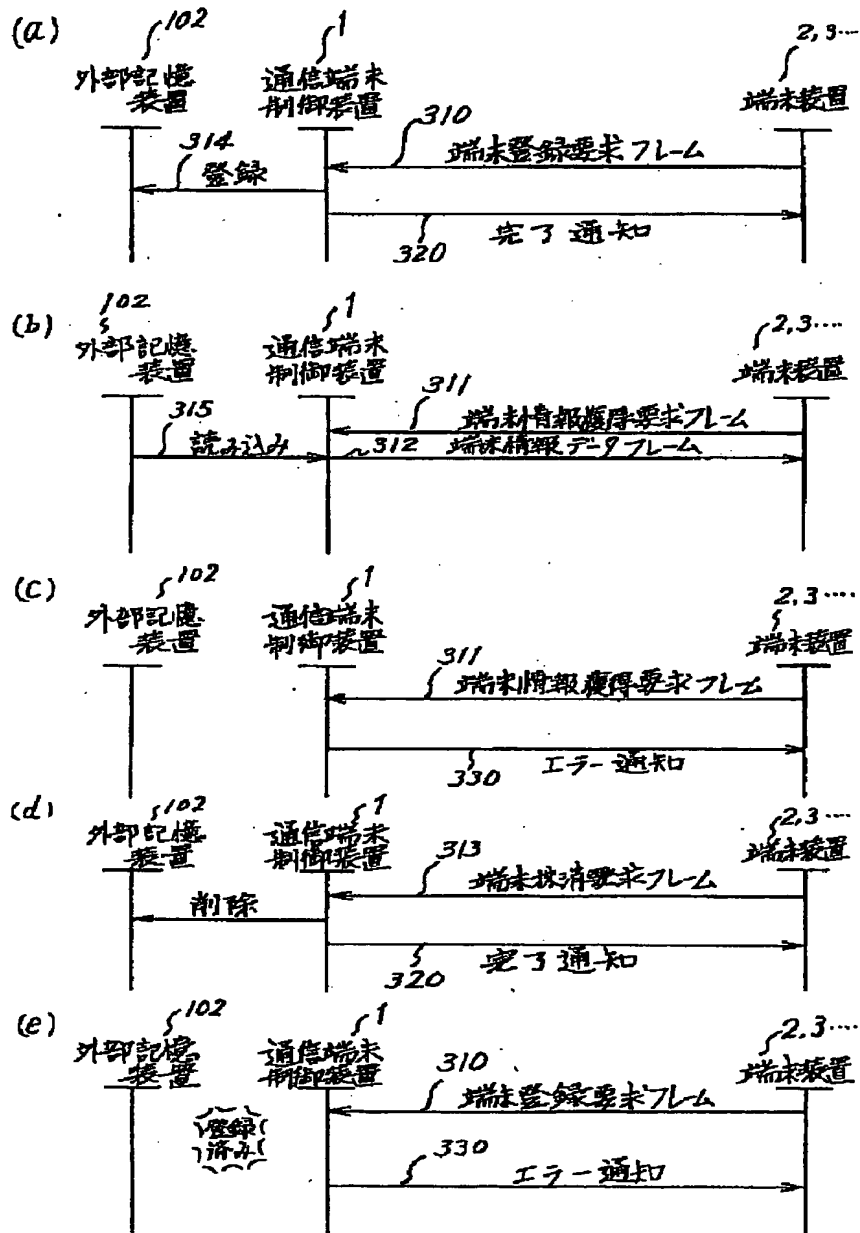 (a)
102
外部記憶
装置
1
通信端末
制御装置
2,3…
端末装置
310
端末登録要求フレーム
314
登録
完了通知
320
(b)
102
外部記憶
装置
1
通信端末
制御装置
2,3….
端末装置
311
端末情報獲得要求フレーム
315
読み込み
312
端末情報データフレーム
(c)
102
外部記憶
装置
1
通信端末
制御装置
2,3….
端末装置
311
端末情報獲得要求フレーム
330
エラー通知
(d)
102
外部記憶
装置
1
通信端末
制御装置
2,3….
端末装置
313
端末抹消要求フレーム
削除
320
完了通知
(e)
102
外部記憶
装置
1
通信端末
制御装置
2,3….
端末装置
310
端末登録要求フレーム
登録
済み
330
エラー通知